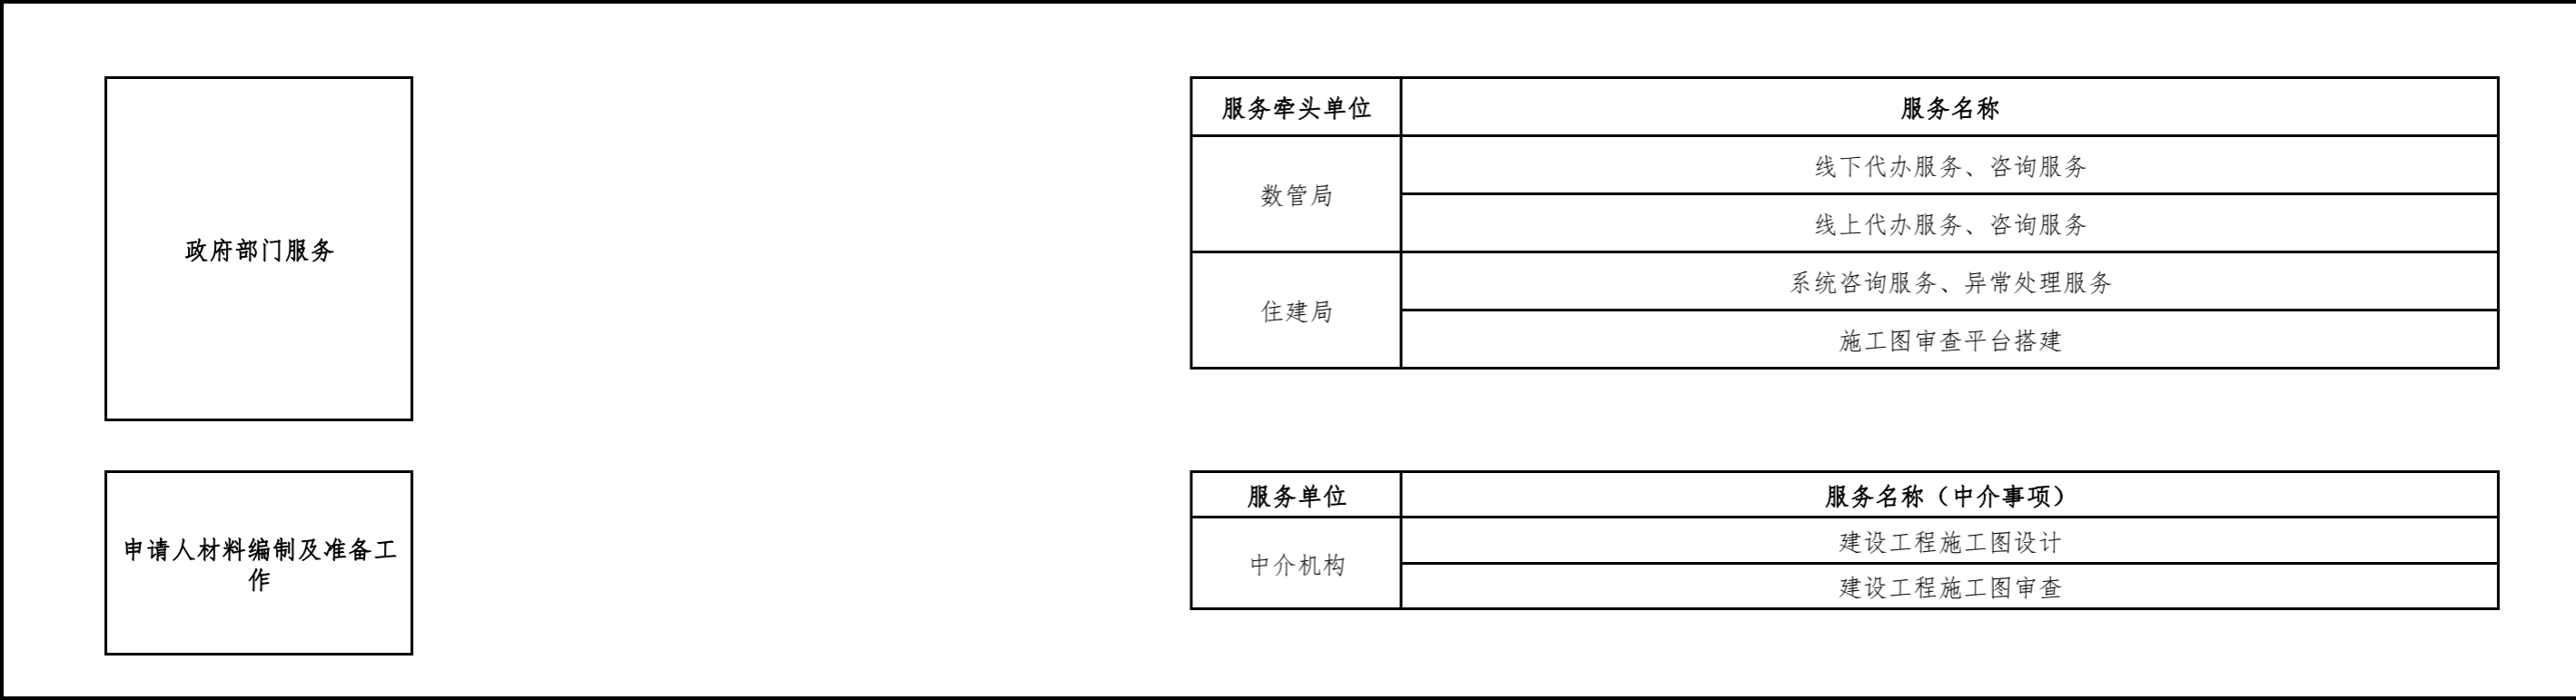 政府部门服务
服务牵头单位
服务名称
数管局
线下代办服务、咨询服务
线上代办服务、咨询服务
住建局
系统咨询服务、异常处理服务
施工图审查平台搭建
申请人材料编制及准备工
作
服务单位
服务名称（中介事项）
中介机构
建设工程施工图设计
建设工程施工图审查